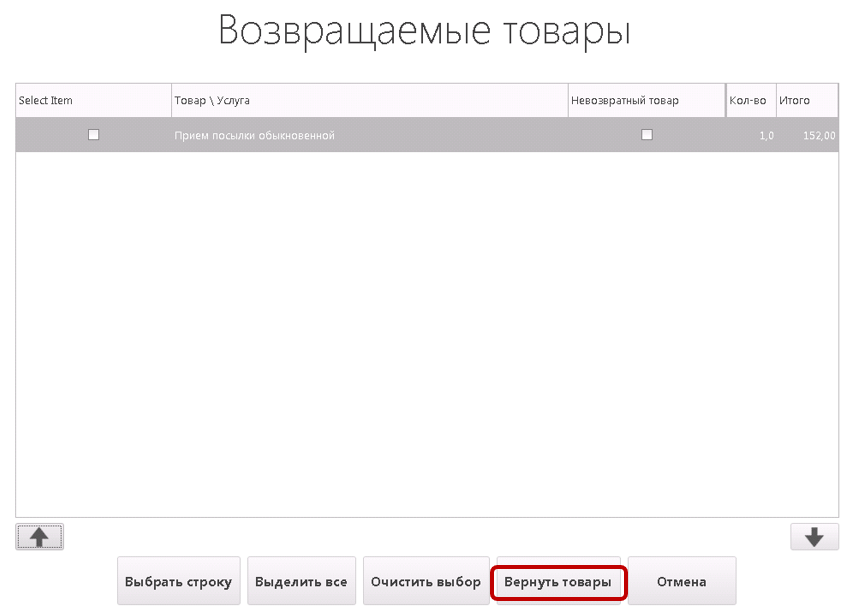 Возвращаемые товары
Select Item Товар \ Услуга Невозвратный товар Кол-во Итого
Прием посылки обыкновенной 1,0 152,00
Выбрать строку Выделить все Очистить выбор Вернуть товары Отмена